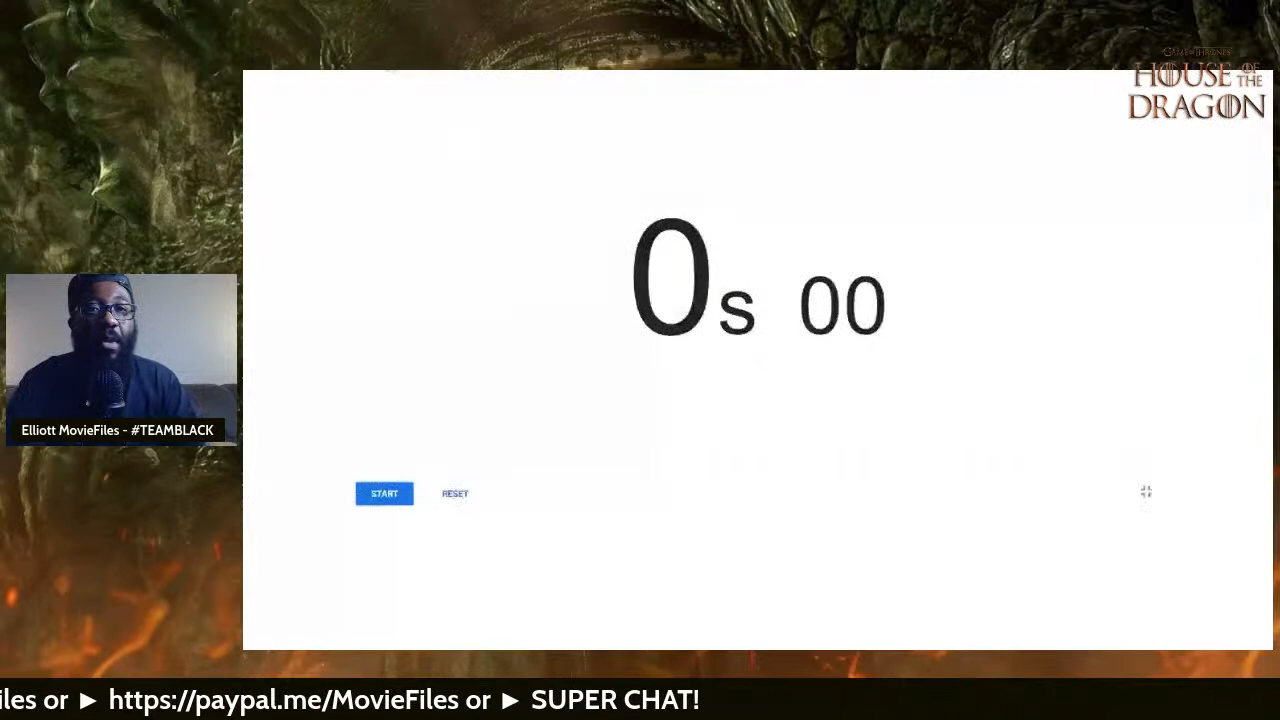 GAME OF THRONES
HOUSE OF THE
DRAGON
0s 00
Elliott MovieFiles - #TEAMBLACK
START
RESET
iles or ► https://paypal.me/MovieFiles or ► SUPER CHAT!